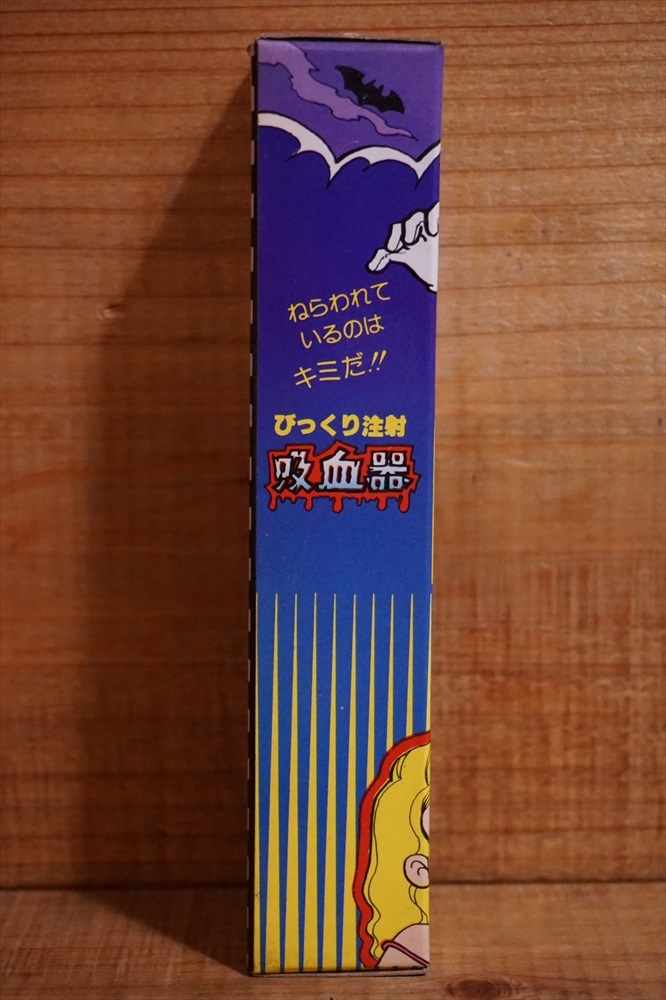 ねらわれて
いるのは
キミだ!!
びっくり注射
吸血器